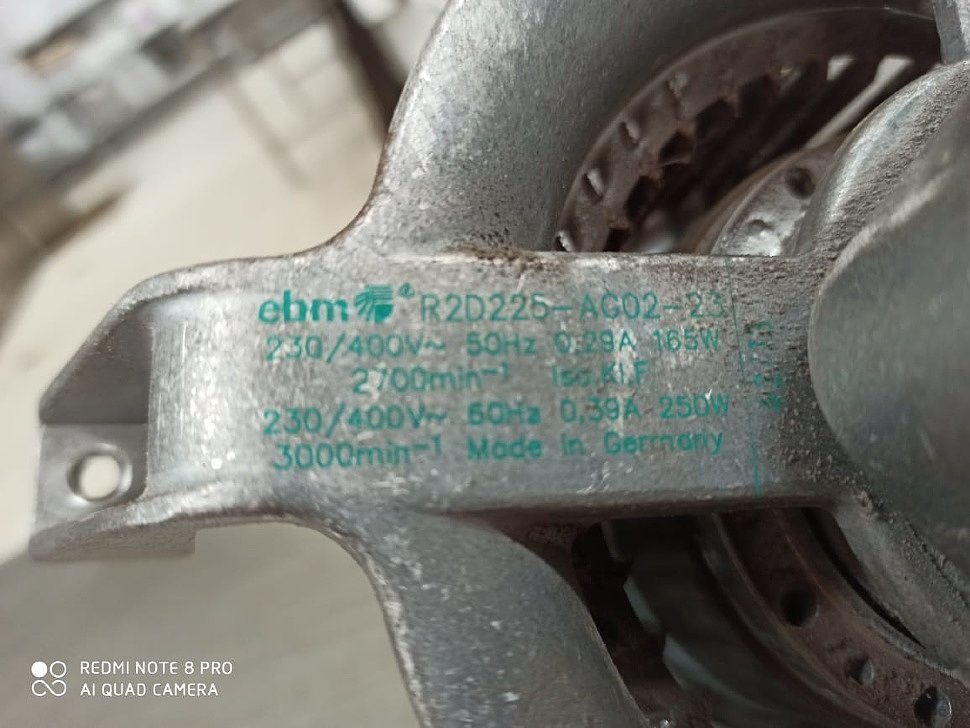 ebm R2D225-AG02-23
230/400V~ 50Hz 0,29A 165W
2700min⁻¹ Iso.Kl.F
230/400V~ 60Hz 0,39A 250W
3000min⁻¹ Made in Germany
REDMI NOTE 8 PRO
AI QUAD CAMERA